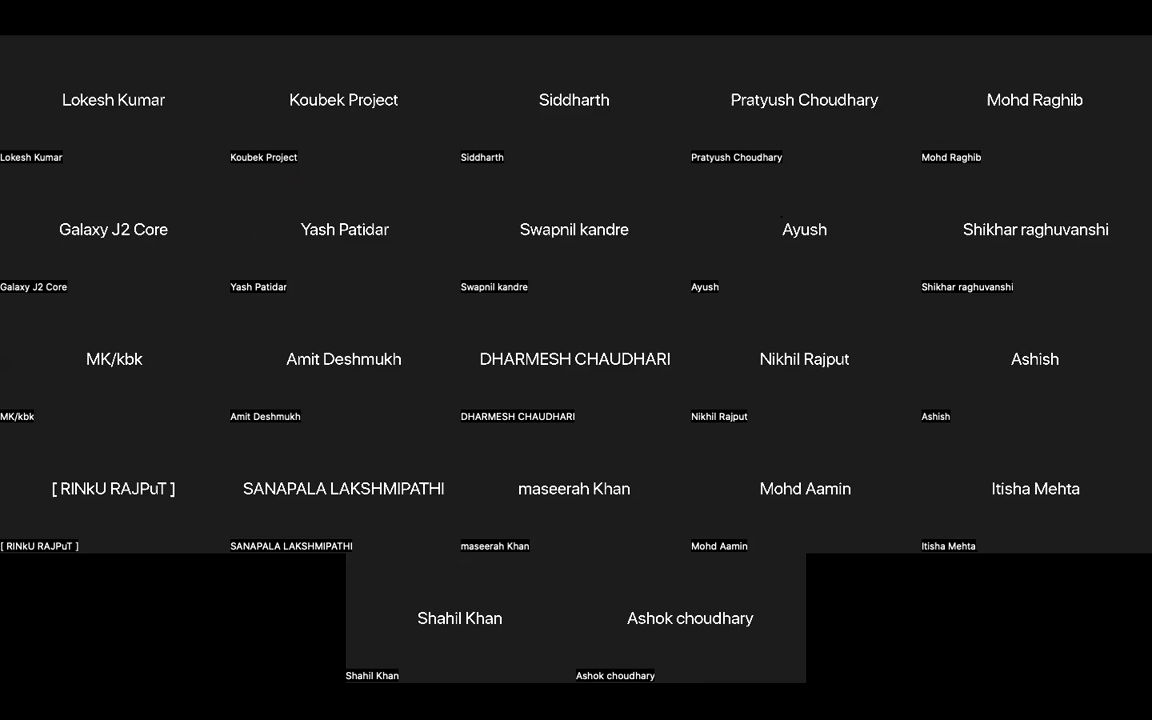 Lokesh Kumar
Koubek Project
Siddharth
Pratyush Choudhary
Mohd Raghib
Lokesh Kumar
Koubek Project
Siddharth
Pratyush Choudhary
Mohd Raghib
Galaxy J2 Core
Yash Patidar
Swapnil kandre
Ayush
Shikhar raghuvanshi
Galaxy J2 Core
Yash Patidar
Swapnil kandre
Ayush
Shikhar raghuvanshi
MK/kbk
Amit Deshmukh
DHARMESH CHAUDHARI
Nikhil Rajput
Ashish
MK/kbk
Amit Deshmukh
DHARMESH CHAUDHARI
Nikhil Rajput
Ashish
[ RINkU RAJPuT ]
SANAPALA LAKSHMIPATHI
maseerah Khan
Mohd Aamin
Itisha Mehta
[ RINkU RAJPuT ]
SANAPALA LAKSHMIPATHI
maseerah Khan
Mohd Aamin
Itisha Mehta
Shahil Khan
Ashok choudhary
Shahil Khan
Ashok choudhary